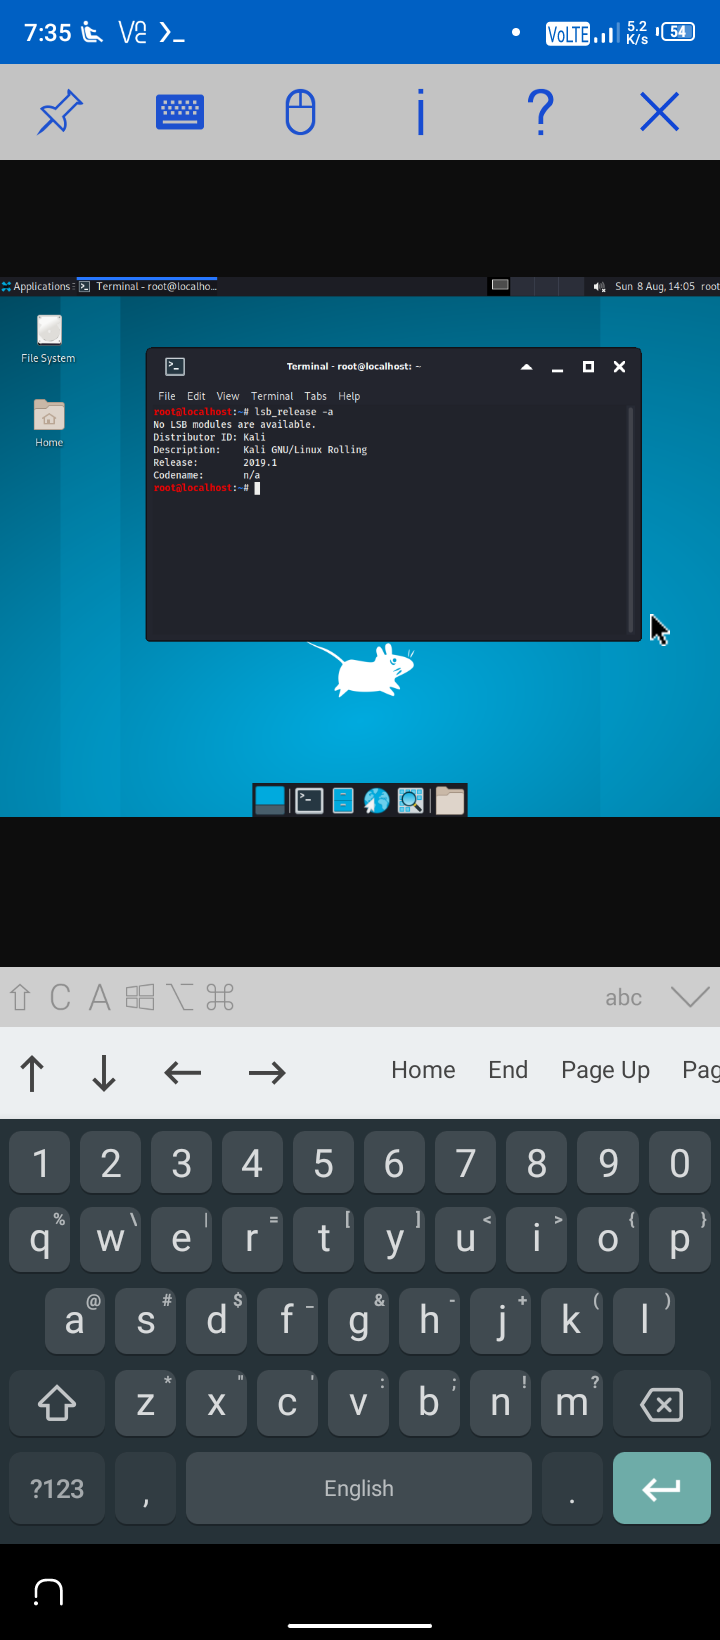 7:35
VoLTE
5.2
K/s
54
Applications
Terminal - root@localho...
Sun 8 Aug, 14:05 root
File System
Home
Terminal - root@localhost: ~
File Edit View Terminal Tabs Help
root@localhost:~# lsb_release -a
No LSB modules are available.
Distributor ID: Kali
Description: Kali GNU/Linux Rolling
Release: 2019.1
Codename: n/a
root@localhost:~#
abc
Home End Page Up Pag
1 2 3 4 5 6 7 8 9 0
% \ | = [ ] < > { }
q w e r t y u i o p
@ # $ _ & - + ( )
a s d f g h j k l
* " ' : ; ! ?
z x c v b n m
?123 , English .